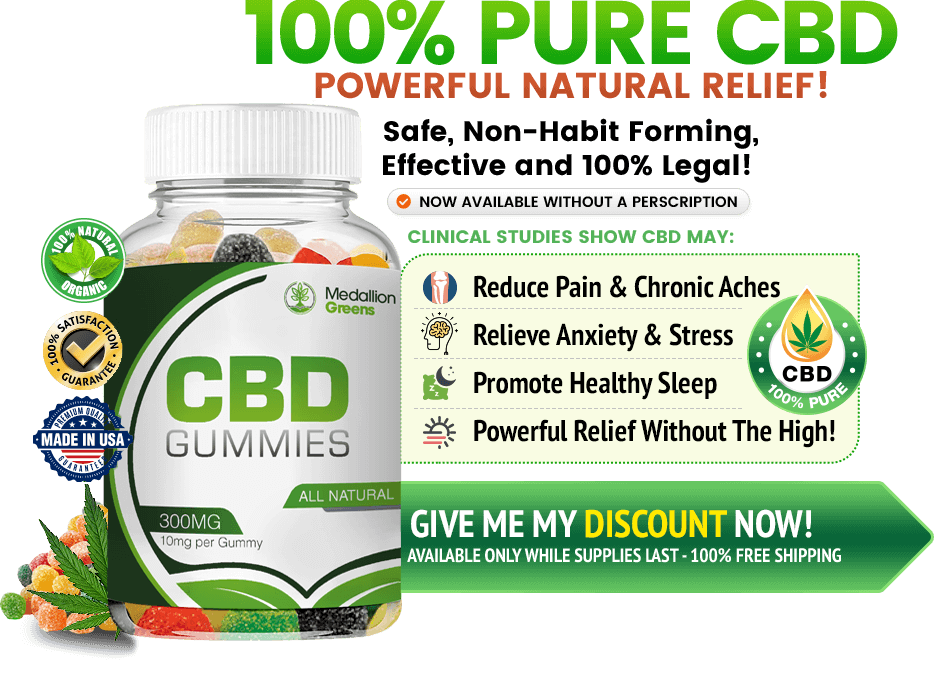 100% PURE CBD
POWERFUL NATURAL RELIEF!
Safe, Non-Habit Forming,
Effective and 100% Legal!
NOW AVAILABLE WITHOUT A PERSCRIPTION
CLINICAL STUDIES SHOW CBD MAY:
Reduce Pain & Chronic Aches
Relieve Anxiety & Stress
Promote Healthy Sleep
Powerful Relief Without The High!
CBD
100% PURE
GIVE ME MY DISCOUNT NOW!
AVAILABLE ONLY WHILE SUPPLIES LAST - 100% FREE SHIPPING
100% NATURAL
ORGANIC
100% SATISFACTION
GUARANTEE
PREMIUM QUALITY
MADE IN USA
GUARANTEE
Medallion
Greens
CBD
GUMMIES
ALL NATURAL
300MG
10mg per Gummy